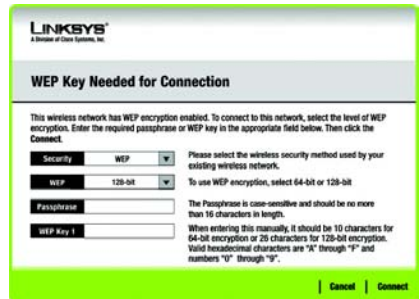 LINKSYS®
A Division of Cisco Systems, Inc.
WEP Key Needed for Connection
This wireless network has WEP encryption enabled. To connect to this network, select the level of WEP
encryption. Enter the required passphrase or WEP key in the appropriate field below. Then click the
Connect.
Security WEP Please select the wireless security method used by your
existing wireless network.
WEP 128-bit To use WEP encryption, select 64-bit or 128-bit
Passphrase The Passphrase is case-sensitive and should be no more
than 16 characters in length.
WEP Key 1 When entering this manually, it should be 10 characters for
64-bit encryption or 26 characters for 128-bit encryption.
Valid hexadecimal characters are "A" through "F" and
numbers "0" through "9".
Cancel Connect